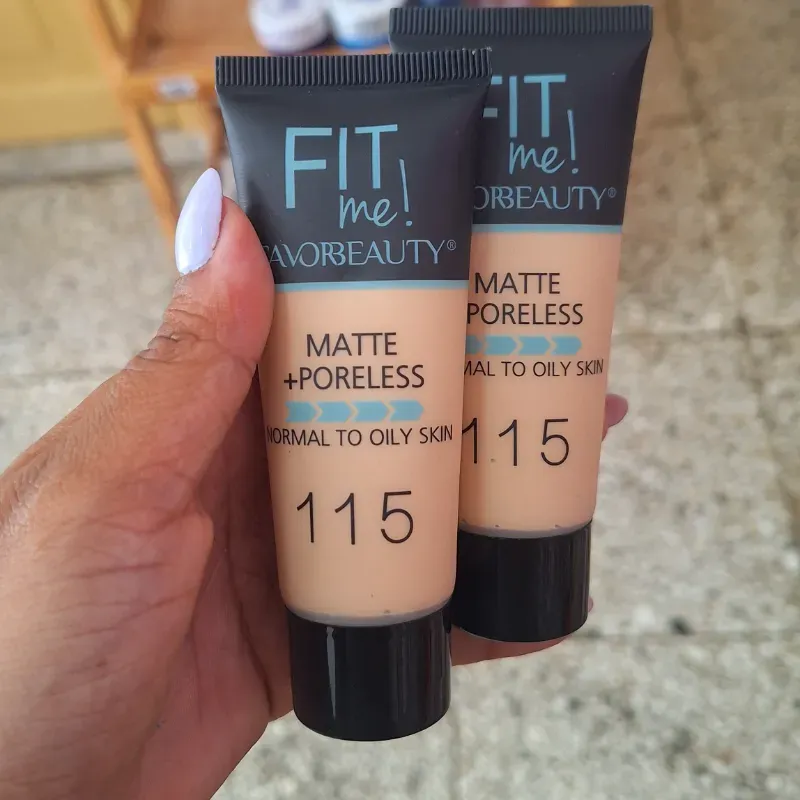 FIT
me!
FAVORBEAUTY®
MATTE
+PORELESS
NORMAL TO OILY SKIN
115
FIT
me!
ORBEAUTY®
MATTE
PORELESS
MAL TO OILY SKIN
115